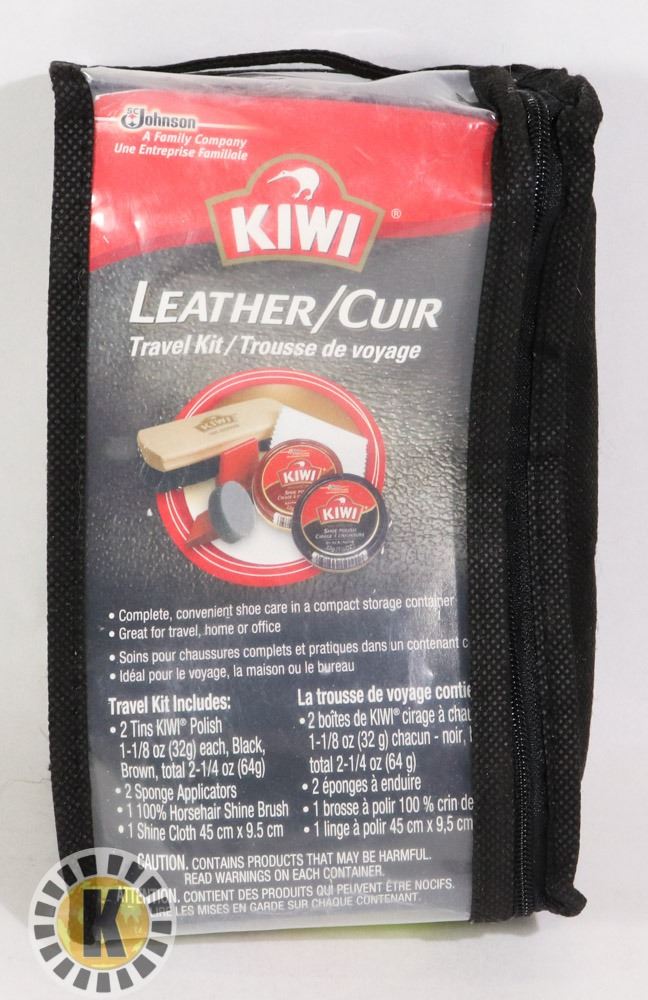 SC
Johnson
A Family Company
Une Entreprise Familiale
KIWI®
LEATHER/CUIR
Travel Kit / Trousse de voyage
KIWI
KIWI
SHOE POLISH
KIWI
SHOE POLISH
• Complete, convenient shoe care in a compact storage container
• Great for travel, home or office
• Soins pour chaussures complets et pratiques dans un contenant c
• Idéal pour le voyage, la maison ou le bureau
Travel Kit Includes:
• 2 Tins KIWI® Polish
1-1/8 oz (32g) each, Black,
Brown, total 2-1/4 oz (64g)
• 2 Sponge Applicators
• 1 100% Horsehair Shine Brush
• 1 Shine Cloth 45 cm x 9.5 cm
La trousse de voyage contie
• 2 boîtes de KIWI® cirage à chau
1-1/8 oz (32 g) chacun - noir,
total 2-1/4 oz (64 g)
• 2 éponges à enduire
• 1 brosse à polir 100 % crin de
• 1 linge à polir 45 cm x 9,5 cm
CAUTION. CONTAINS PRODUCTS THAT MAY BE HARMFUL.
READ WARNINGS ON EACH CONTAINER.
ATTENTION. CONTIENT DES PRODUITS QUI PEUVENT ÊTRE NOCIFS.
LIRE LES MISES EN GARDE SUR CHAQUE CONTENANT.
K